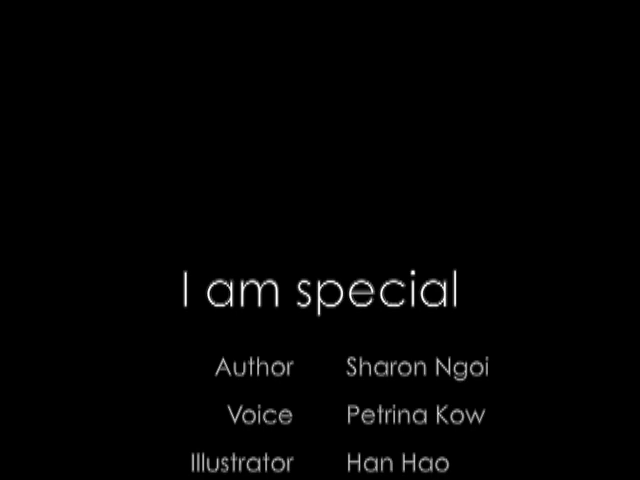 I am special
Author Sharon Ngoi
Voice Petrina Kow
Illustrator Han Hao